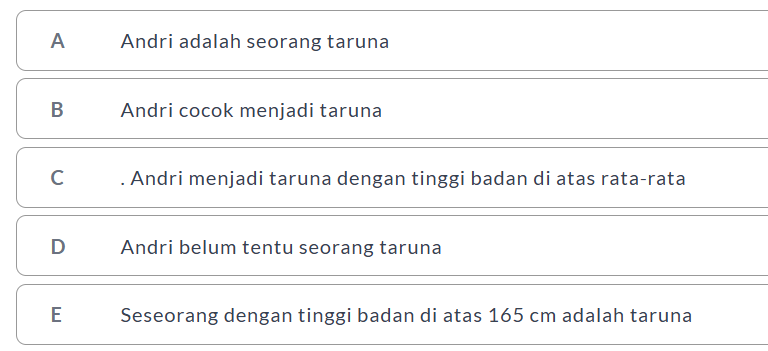 A Andri adalah seorang taruna
B Andri cocok menjadi taruna
C . Andri menjadi taruna dengan tinggi badan di atas rata-rata
D Andri belum tentu seorang taruna
E Seseorang dengan tinggi badan di atas 165 cm adalah taruna